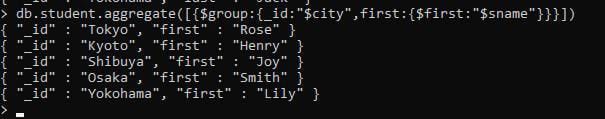 > db.student.aggregate([{$group:{_id:"$city",first:{$first:"$sname"}}}])
{ "_id" : "Tokyo", "first" : "Rose" }
{ "_id" : "Kyoto", "first" : "Henry" }
{ "_id" : "Shibuya", "first" : "Joy" }
{ "_id" : "Osaka", "first" : "Smith" }
{ "_id" : "Yokohama", "first" : "Lily" }
>